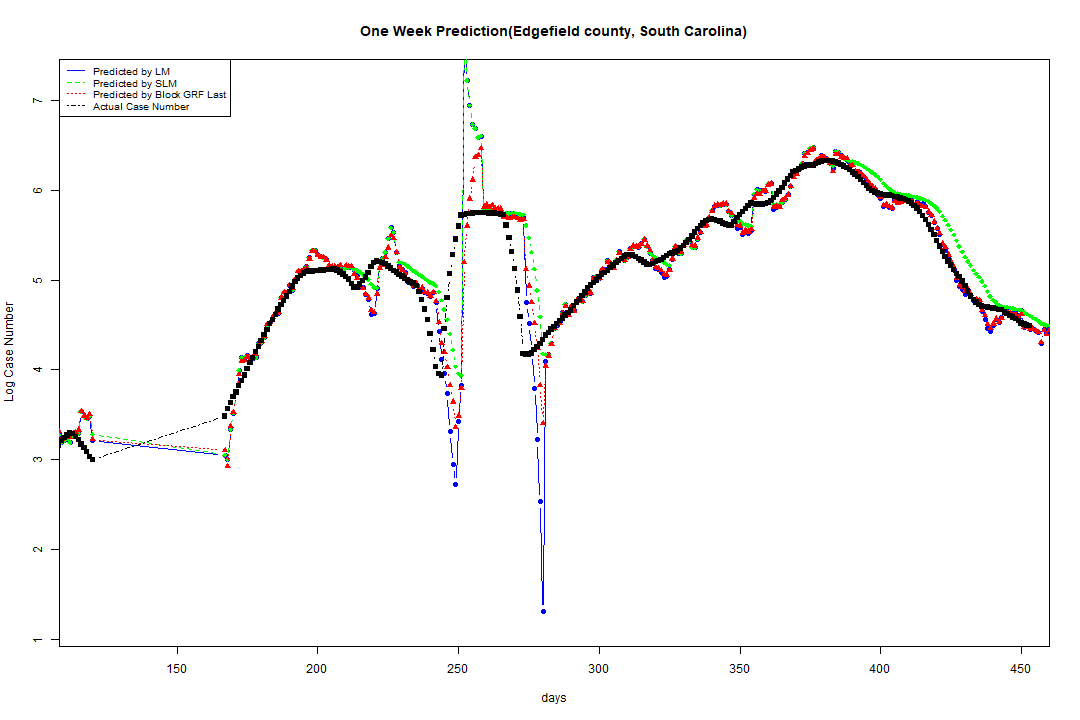 One Week Prediction(Edgefield county, South Carolina)
Predicted by LM
Predicted by SLM
Predicted by Block GRF Last
Actual Case Number
Log Case Number
7
6
5
4
3
2
1
150 200 250 300 350 400 450
days